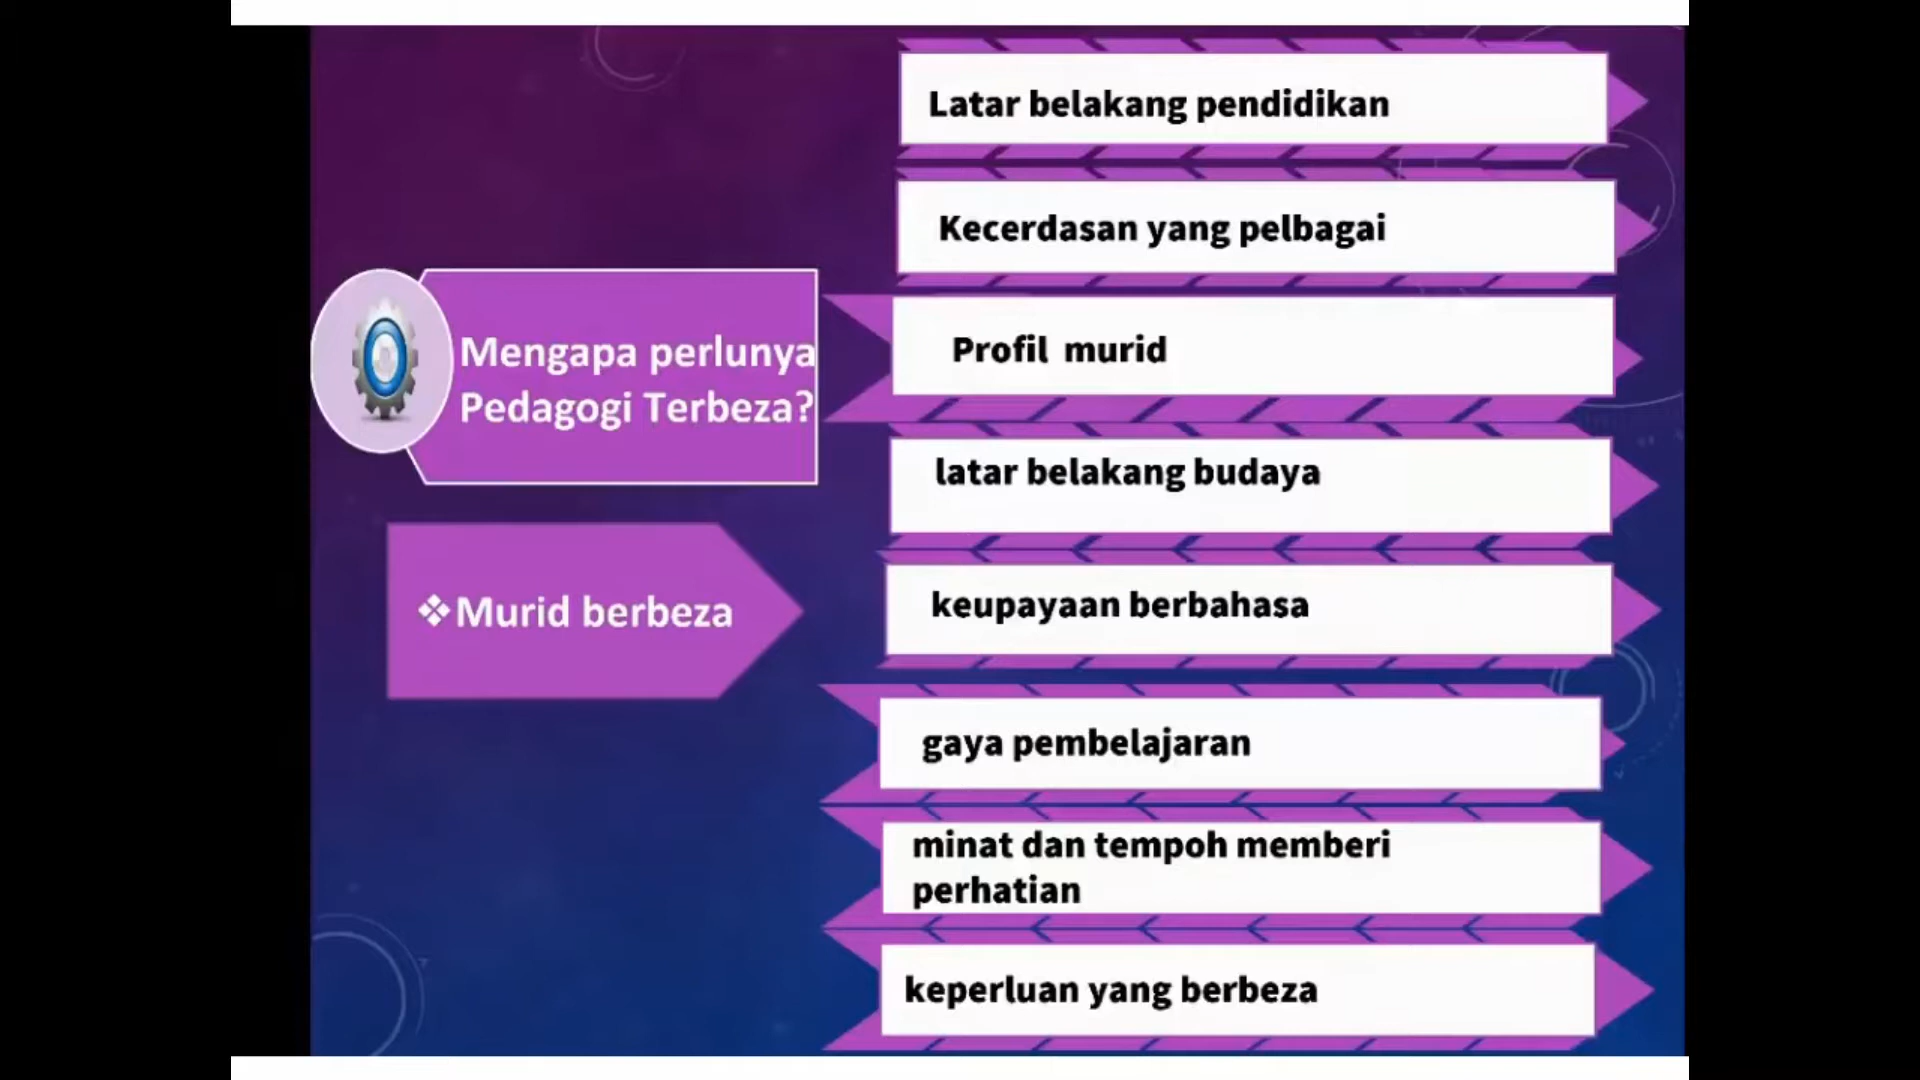 Mengapa perlunya
Pedagogi Terbeza?
❖Murid berbeza
Latar belakang pendidikan
Kecerdasan yang pelbagai
Profil murid
latar belakang budaya
keupayaan berbahasa
gaya pembelajaran
minat dan tempoh memberi
perhatian
keperluan yang berbeza